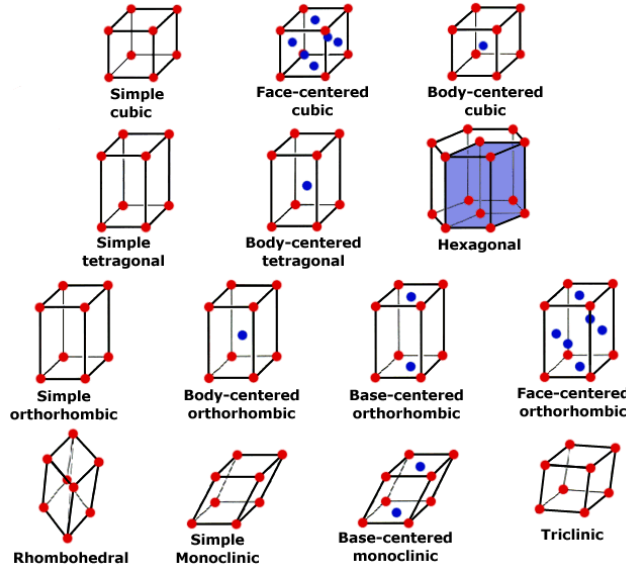 Simple
cubic
Face-centered
cubic
Body-centered
cubic
Simple
tetragonal
Body-centered
tetragonal
Hexagonal
Simple
orthorhombic
Body-centered
orthorhombic
Base-centered
orthorhombic
Face-centered
orthorhombic
Rhombohedral
Simple
Monoclinic
Base-centered
monoclinic
Triclinic